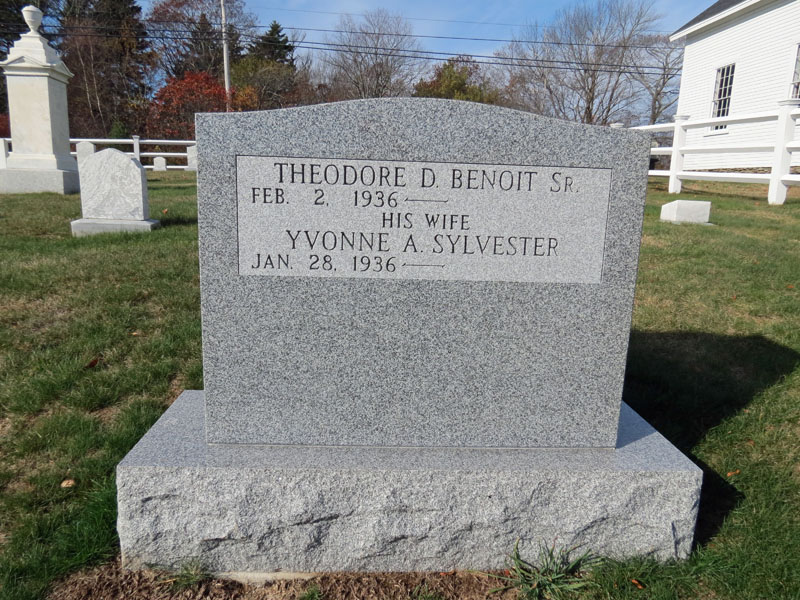 THEODORE D. BENOIT SR.
FEB. 2, 1936 —
HIS WIFE
YVONNE A. SYLVESTER
JAN. 28, 1936 —